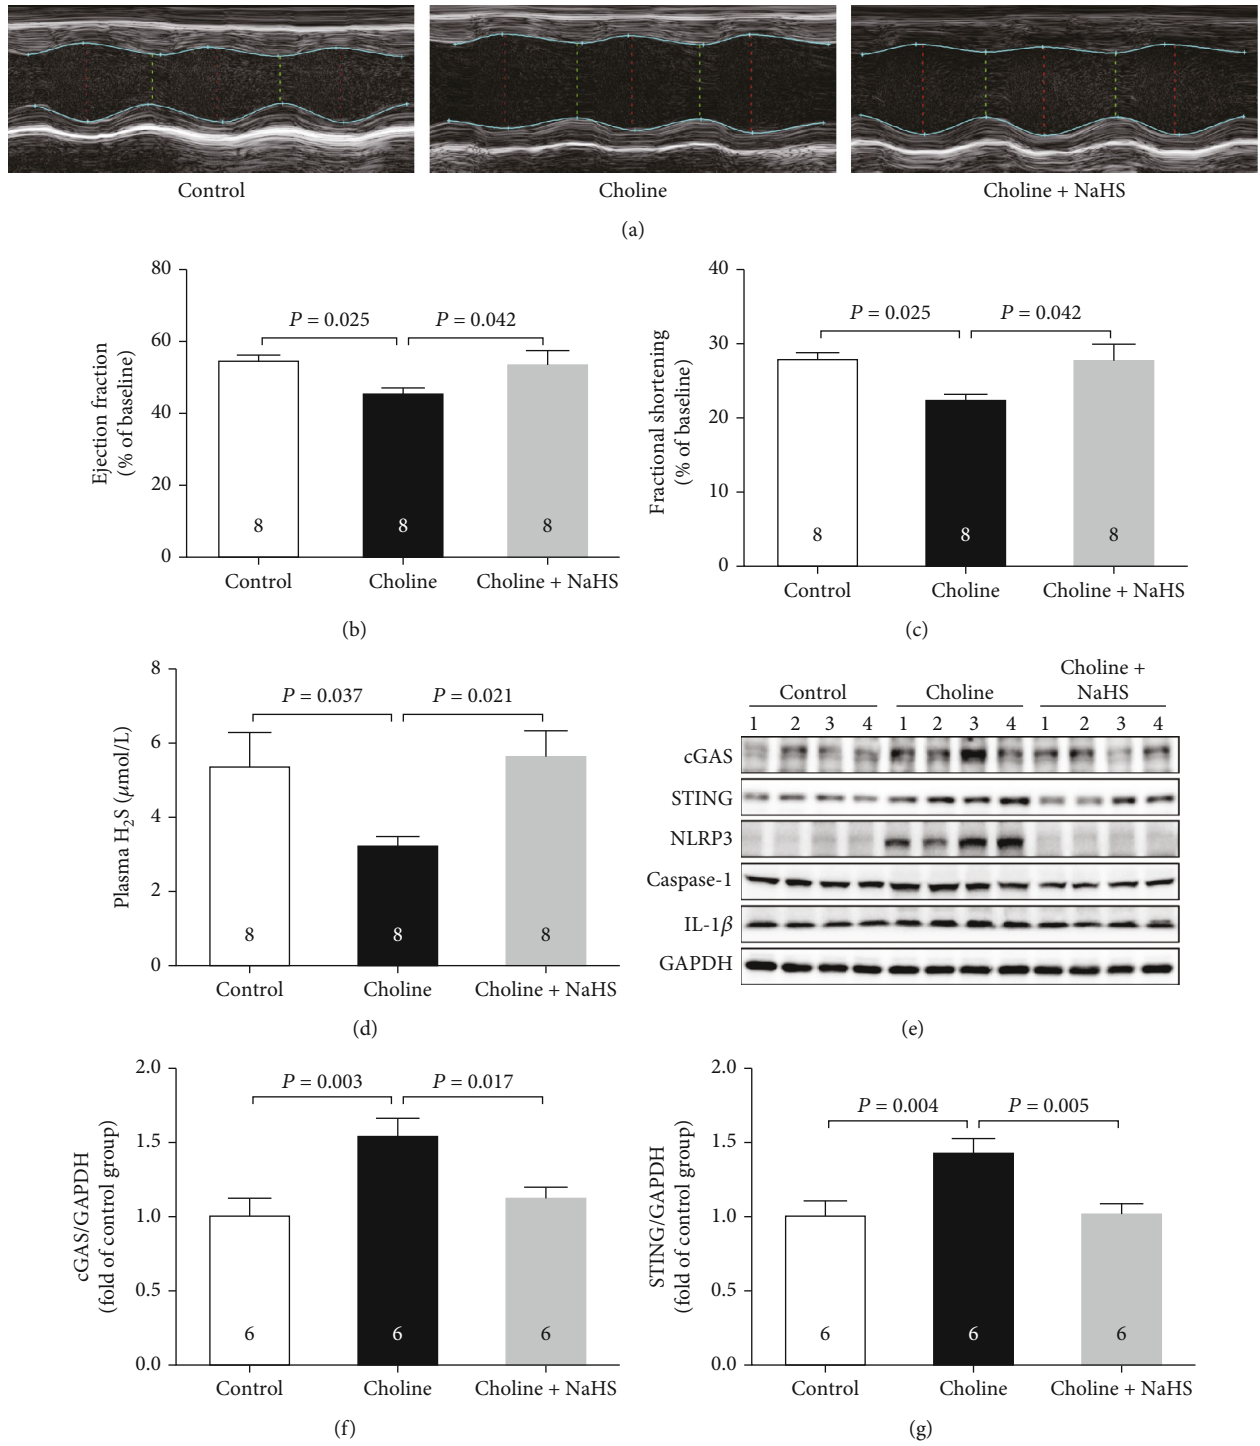 Control
Choline
Choline + NaHS
(a)
80
60
40
20
0
Ejection fraction
(% of baseline)
P = 0.025
P = 0.042
8
8
8
Control
Choline
Choline + NaHS
(b)
40
30
20
10
0
Fractional shortening
(% of baseline)
P = 0.025
P = 0.042
8
8
8
Control
Choline
Choline + NaHS
(c)
8
6
4
2
0
Plasma H₂S (μmol/L)
P = 0.037
P = 0.021
8
8
8
Control
Choline
Choline + NaHS
(d)
Control
Choline
Choline +
NaHS
1 2 3 4 1 2 3 4 1 2 3 4
cGAS
STING
NLRP3
Caspase-1
IL-1β
GAPDH
(e)
2.0
1.5
1.0
0.5
0.0
cGAS/GAPDH
(fold of control group)
P = 0.003
P = 0.017
6
6
6
Control
Choline
Choline + NaHS
(f)
2.0
1.5
1.0
0.5
0.0
STING/GAPDH
(fold of control group)
P = 0.004
P = 0.005
6
6
6
Control
Choline
Choline + NaHS
(g)